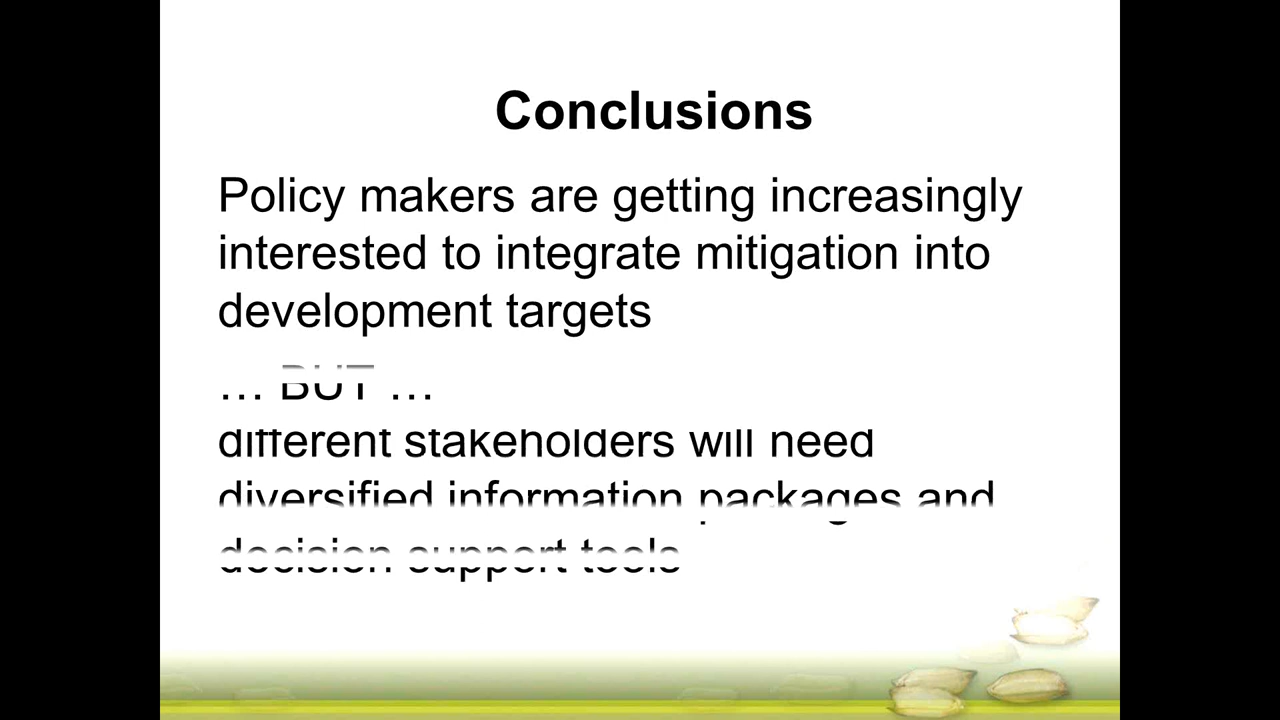 Conclusions
Policy makers are getting increasingly
interested to integrate mitigation into
development targets
… BUT …
different stakeholders will need
diversified information packages and
decision support tools